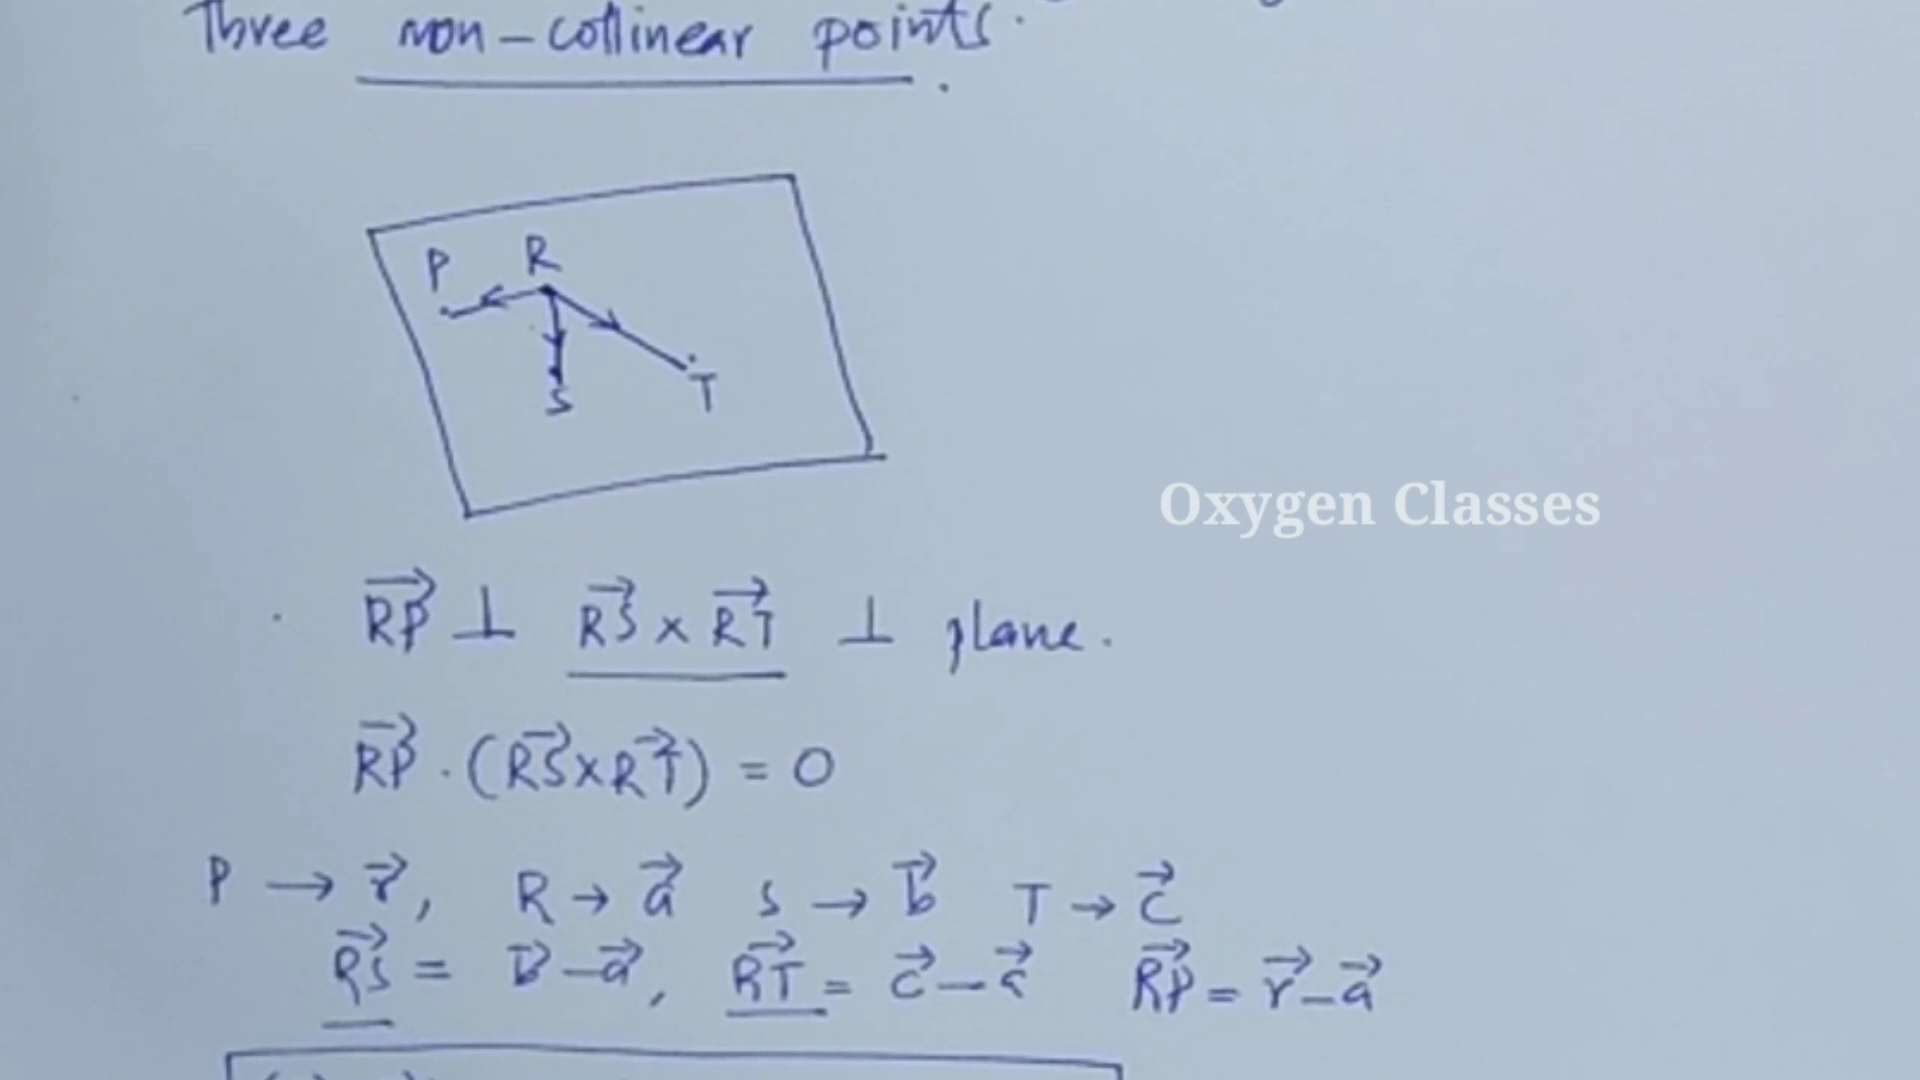 Three non-collinear points.
P R
S T
Oxygen Classes
RP⃗ ⊥ RS⃗ × RT⃗ ⊥ plane.
RP⃗ . (RS⃗ × RT⃗) = 0
P → r⃗, R → a⃗ S → b⃗ T → c⃗
RS⃗ = b⃗ - a⃗, RT⃗ = c⃗ - a⃗ RP⃗ = r⃗ - a⃗